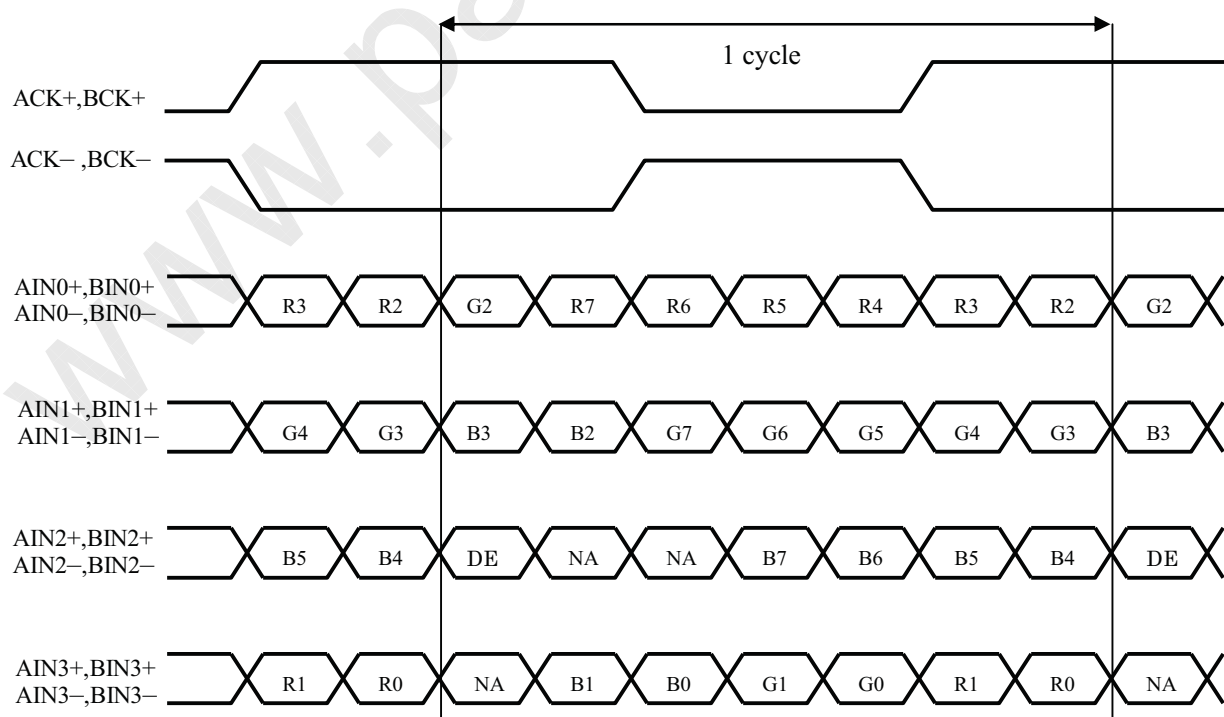 1 cycle
ACK+,BCK+
ACK− ,BCK−
AIN0+,BIN0+
AIN0−,BIN0−
R3 R2 G2 R7 R6 R5 R4 R3 R2 G2
AIN1+,BIN1+
AIN1−,BIN1−
G4 G3 B3 B2 G7 G6 G5 G4 G3 B3
AIN2+,BIN2+
AIN2−,BIN2−
B5 B4 DE NA NA B7 B6 B5 B4 DE
AIN3+,BIN3+
AIN3−,BIN3−
R1 R0 NA B1 B0 G1 G0 R1 R0 NA
www.pa